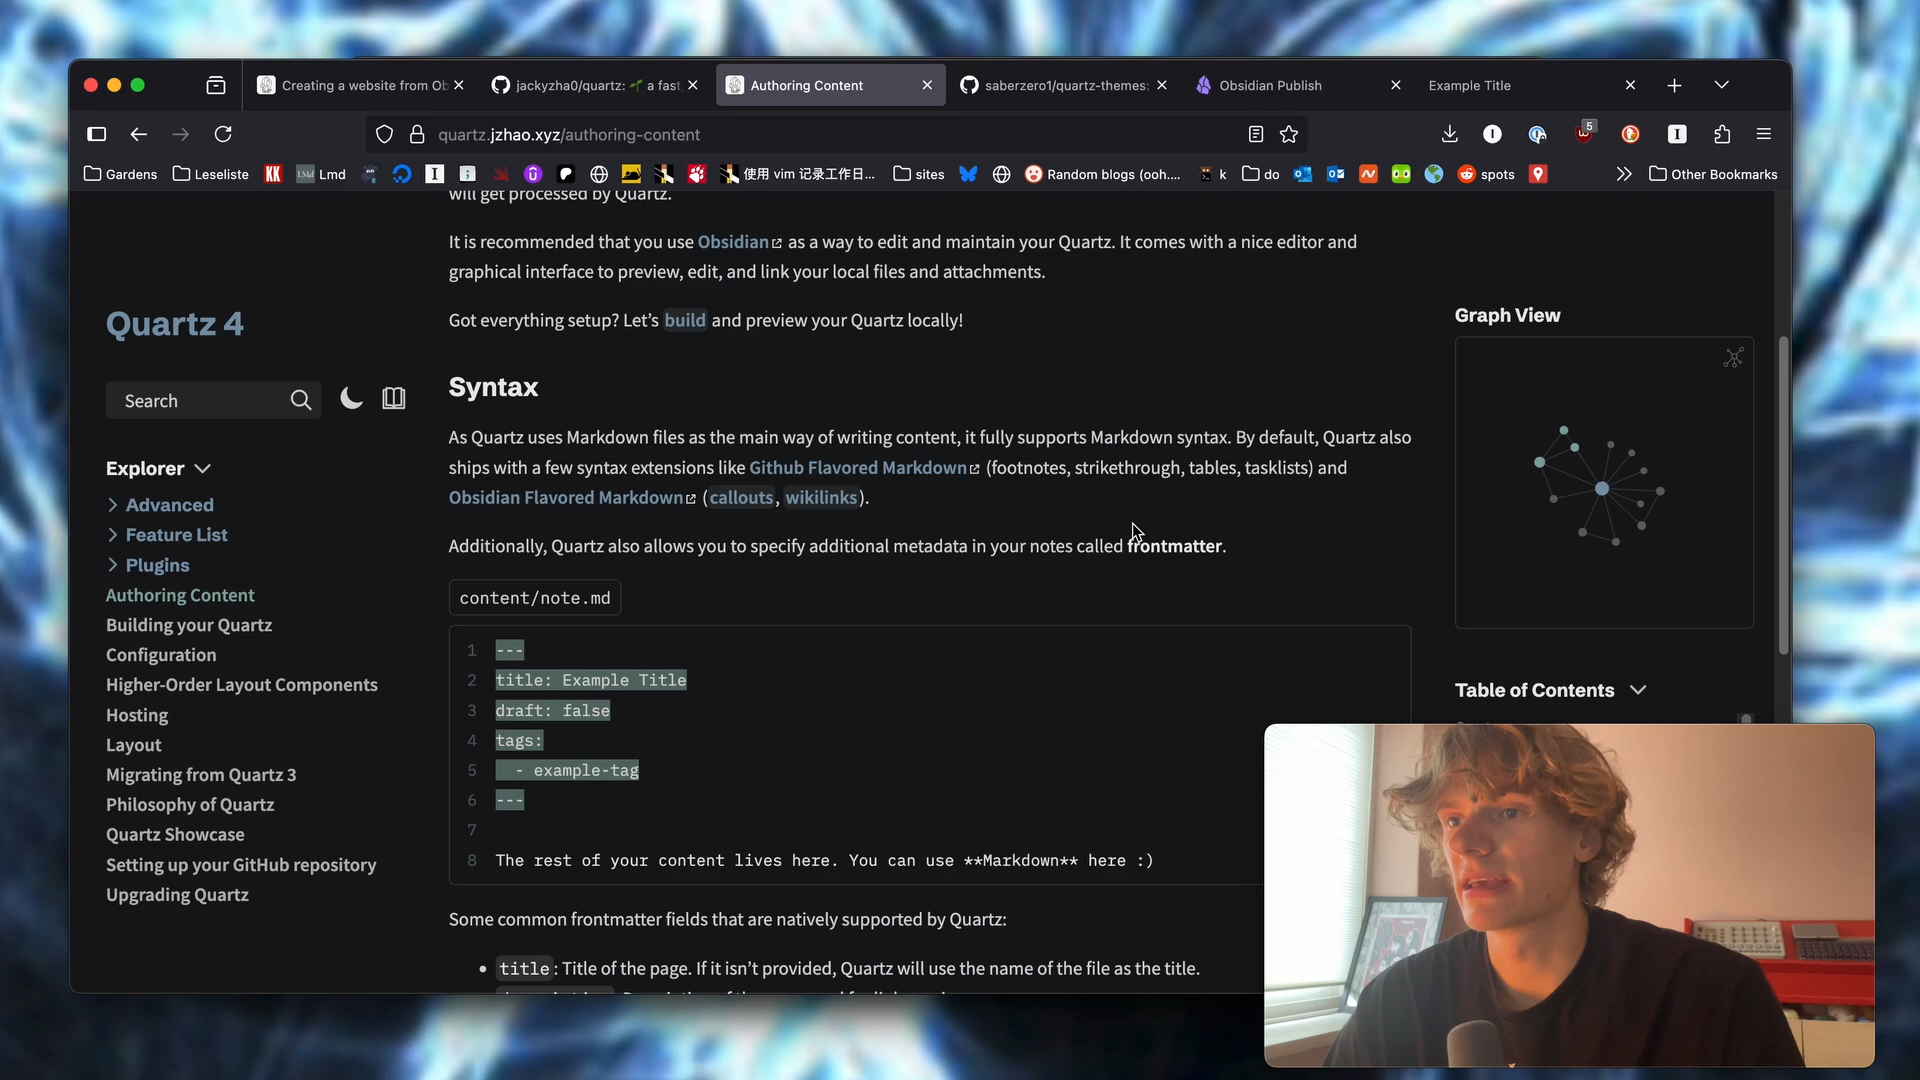 Creating a website from Ob
jackyzha0/quartz: 🌱 a fast,
Authoring Content
saberzero1/quartz-themes:
Obsidian Publish
Example Title
quartz.jzhao.xyz/authoring-content
5
Gardens
Leseliste
KK
LMd
Lmd
使用 vim 记录工作日...
sites
Random blogs (ooh....
k
do
spots
Other Bookmarks
will get processed by Quartz.
It is recommended that you use Obsidian as a way to edit and maintain your Quartz. It comes with a nice editor and
graphical interface to preview, edit, and link your local files and attachments.
Got everything setup? Let’s build and preview your Quartz locally!
Syntax
As Quartz uses Markdown files as the main way of writing content, it fully supports Markdown syntax. By default, Quartz also
ships with a few syntax extensions like Github Flavored Markdown (footnotes, strikethrough, tables, tasklists) and
Obsidian Flavored Markdown (callouts, wikilinks).
Additionally, Quartz also allows you to specify additional metadata in your notes called frontmatter.
content/note.md
1 ---
2 title: Example Title
3 draft: false
4 tags:
5   - example-tag
6 ---
7
8 The rest of your content lives here. You can use **Markdown** here :)
Some common frontmatter fields that are natively supported by Quartz:
• title: Title of the page. If it isn’t provided, Quartz will use the name of the file as the title.
Quartz 4
Search
Explorer
Advanced
Feature List
Plugins
Authoring Content
Building your Quartz
Configuration
Higher-Order Layout Components
Hosting
Layout
Migrating from Quartz 3
Philosophy of Quartz
Quartz Showcase
Setting up your GitHub repository
Upgrading Quartz
Graph View
Table of Contents